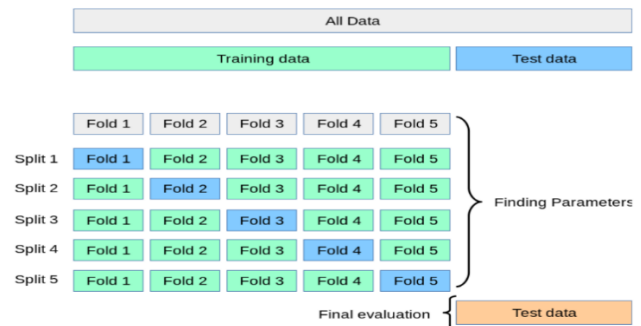 All Data
Training data Test data
Fold 1 Fold 2 Fold 3 Fold 4 Fold 5
Split 1 Fold 1 Fold 2 Fold 3 Fold 4 Fold 5
Split 2 Fold 1 Fold 2 Fold 3 Fold 4 Fold 5
Split 3 Fold 1 Fold 2 Fold 3 Fold 4 Fold 5
Split 4 Fold 1 Fold 2 Fold 3 Fold 4 Fold 5
Split 5 Fold 1 Fold 2 Fold 3 Fold 4 Fold 5
Finding Parameters
Final evaluation Test data